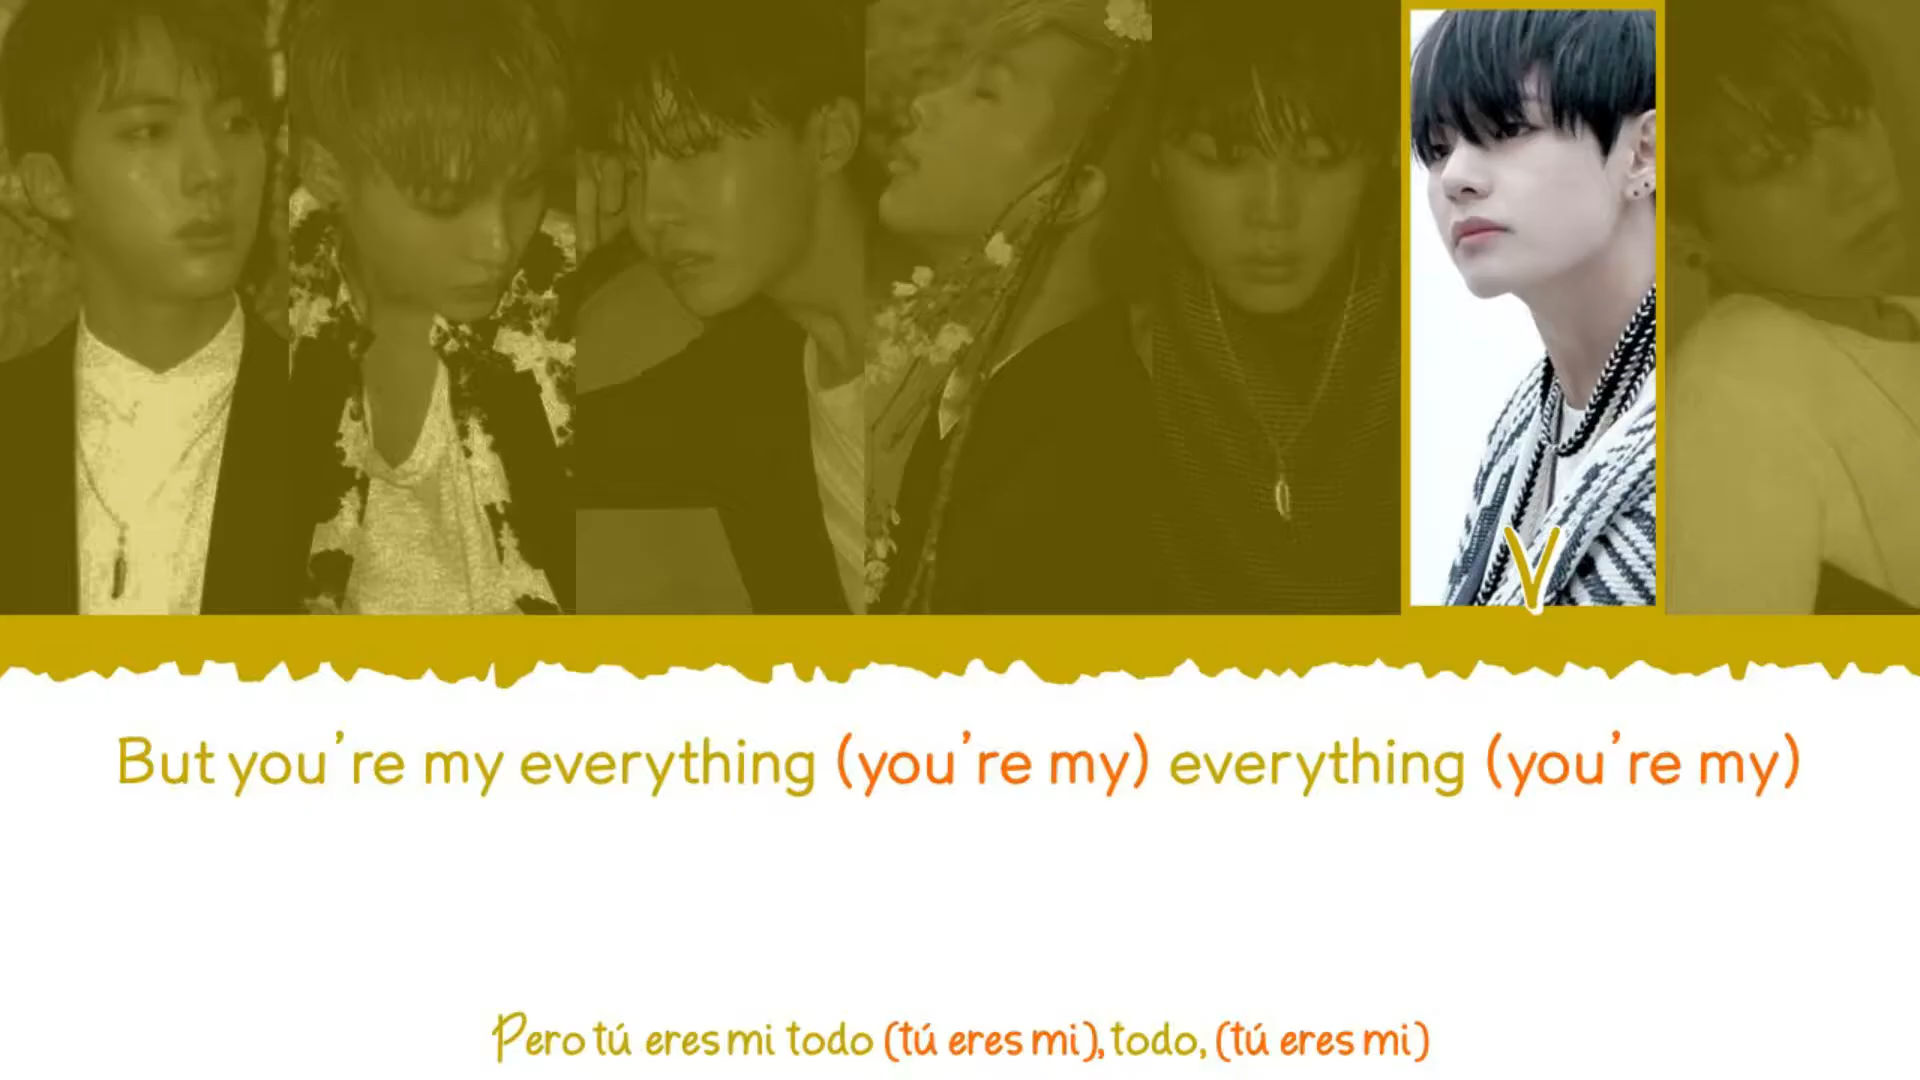 V
But you're my everything (you're my) everything (you're my)
Pero tú eres mi todo (tú eres mi), todo, (tú eres mi)